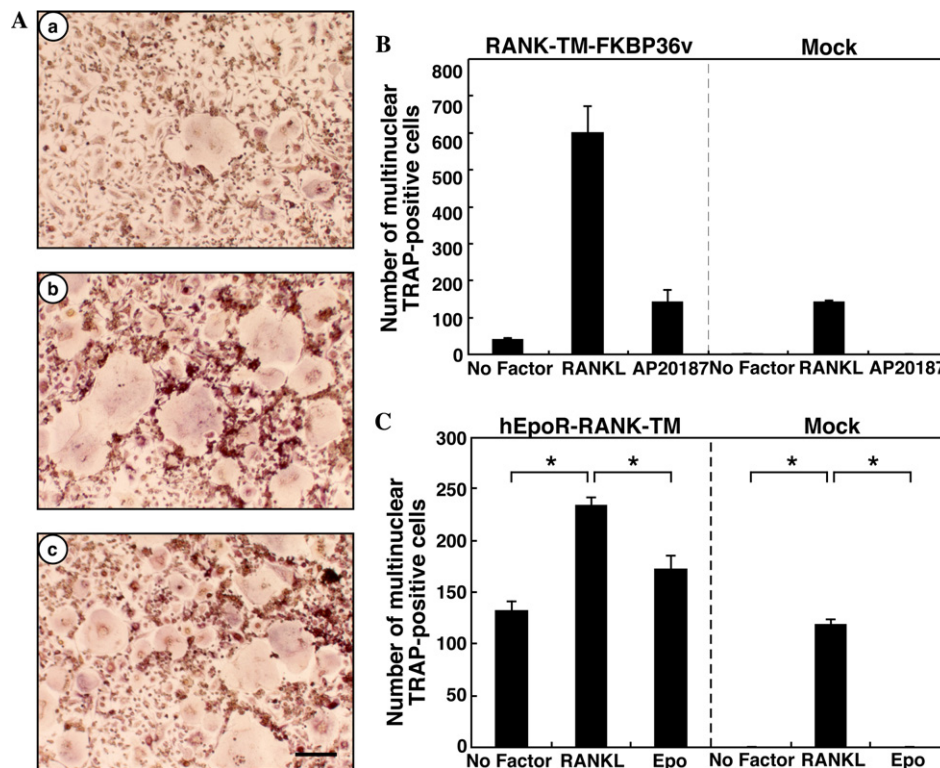 A
a
b
c
B
RANK-TM-FKBP36v Mock
Number of multinuclear
TRAP-positive cells
800
700
600
500
400
300
200
100
0
No Factor RANKL AP20187 No Factor RANKL AP20187
C
hEpoR-RANK-TM Mock
Number of multinuclear
TRAP-positive cells
300
250
200
150
100
50
0
* * * *
No Factor RANKL Epo No Factor RANKL Epo